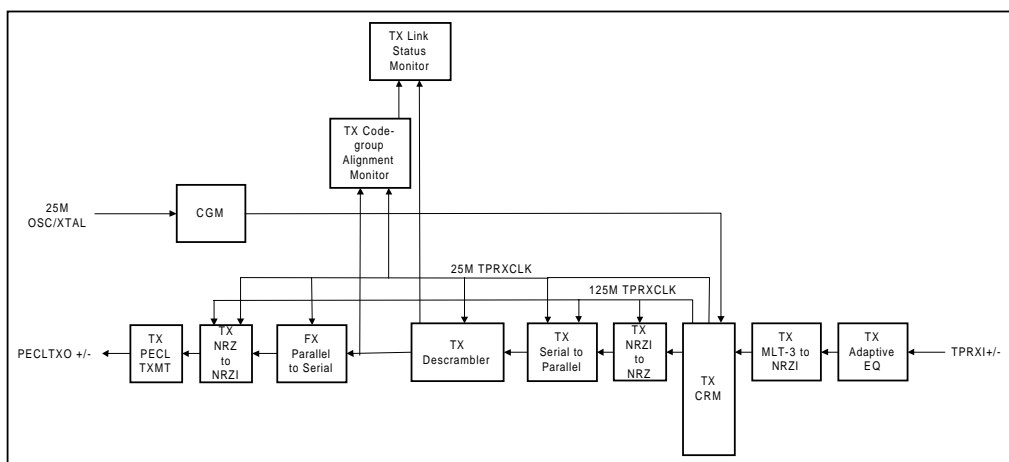 TX Link
Status
Monitor
TX Code-
group
Alignment
Monitor
25M
OSC/XTAL
CGM
25M TPRXCLK
125M TPRXCLK
PECLTXO +/-
TX
PECL
TXMT
TX
NRZ
to
NRZI
FX
Parallel
to Serial
TX
Descrambler
TX
Serial to
Parallel
TX
NRZI
to
NRZ
TX
CRM
TX
MLT-3 to
NRZI
TX
Adaptive
EQ
TPRXI+/-